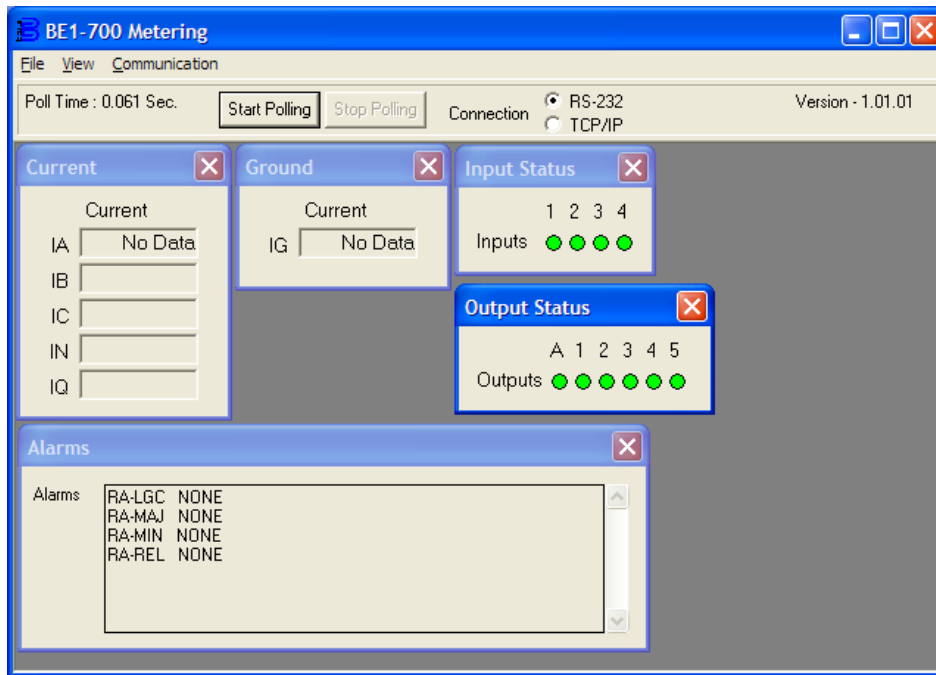 BE1-700 Metering
File View Communication
Poll Time : 0.061 Sec.
Start Polling
Stop Polling
Connection
RS-232
TCP/IP
Version - 1.01.01
Current
Current
IA No Data
IB
IC
IN
IQ
Ground
Current
IG No Data
Input Status
1 2 3 4
Inputs
Output Status
A 1 2 3 4 5
Outputs
Alarms
Alarms
RA-LGC NONE
RA-MAJ NONE
RA-MIN NONE
RA-REL NONE